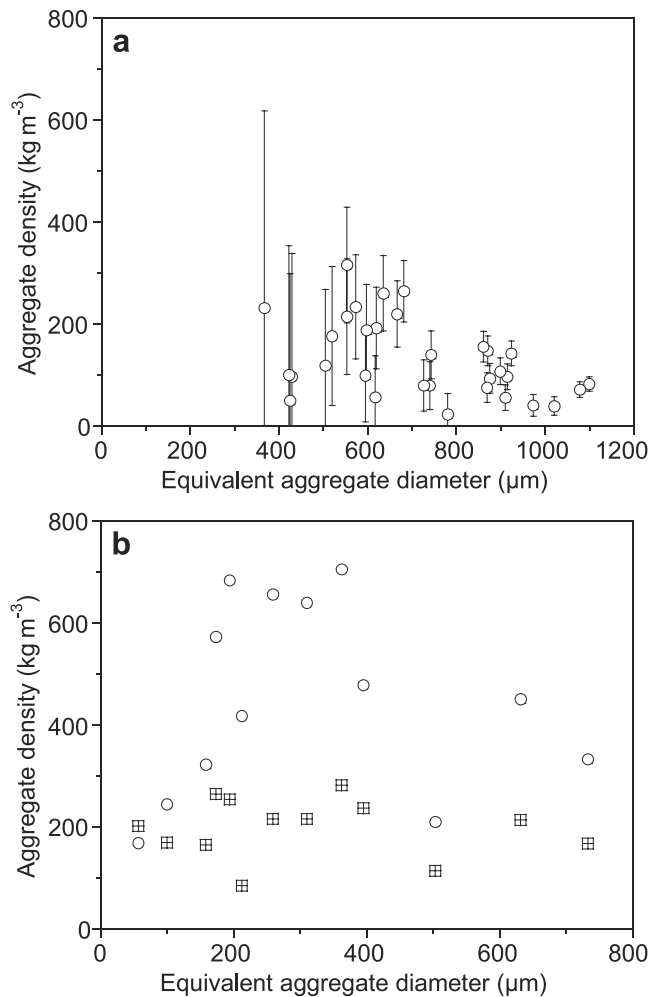 a
800
600
400
200
0
Aggregate density (kg m⁻³)
0 200 400 600 800 1000 1200
Equivalent aggregate diameter (µm)
b
800
600
400
200
0
Aggregate density (kg m⁻³)
0 200 400 600 800
Equivalent aggregate diameter (µm)